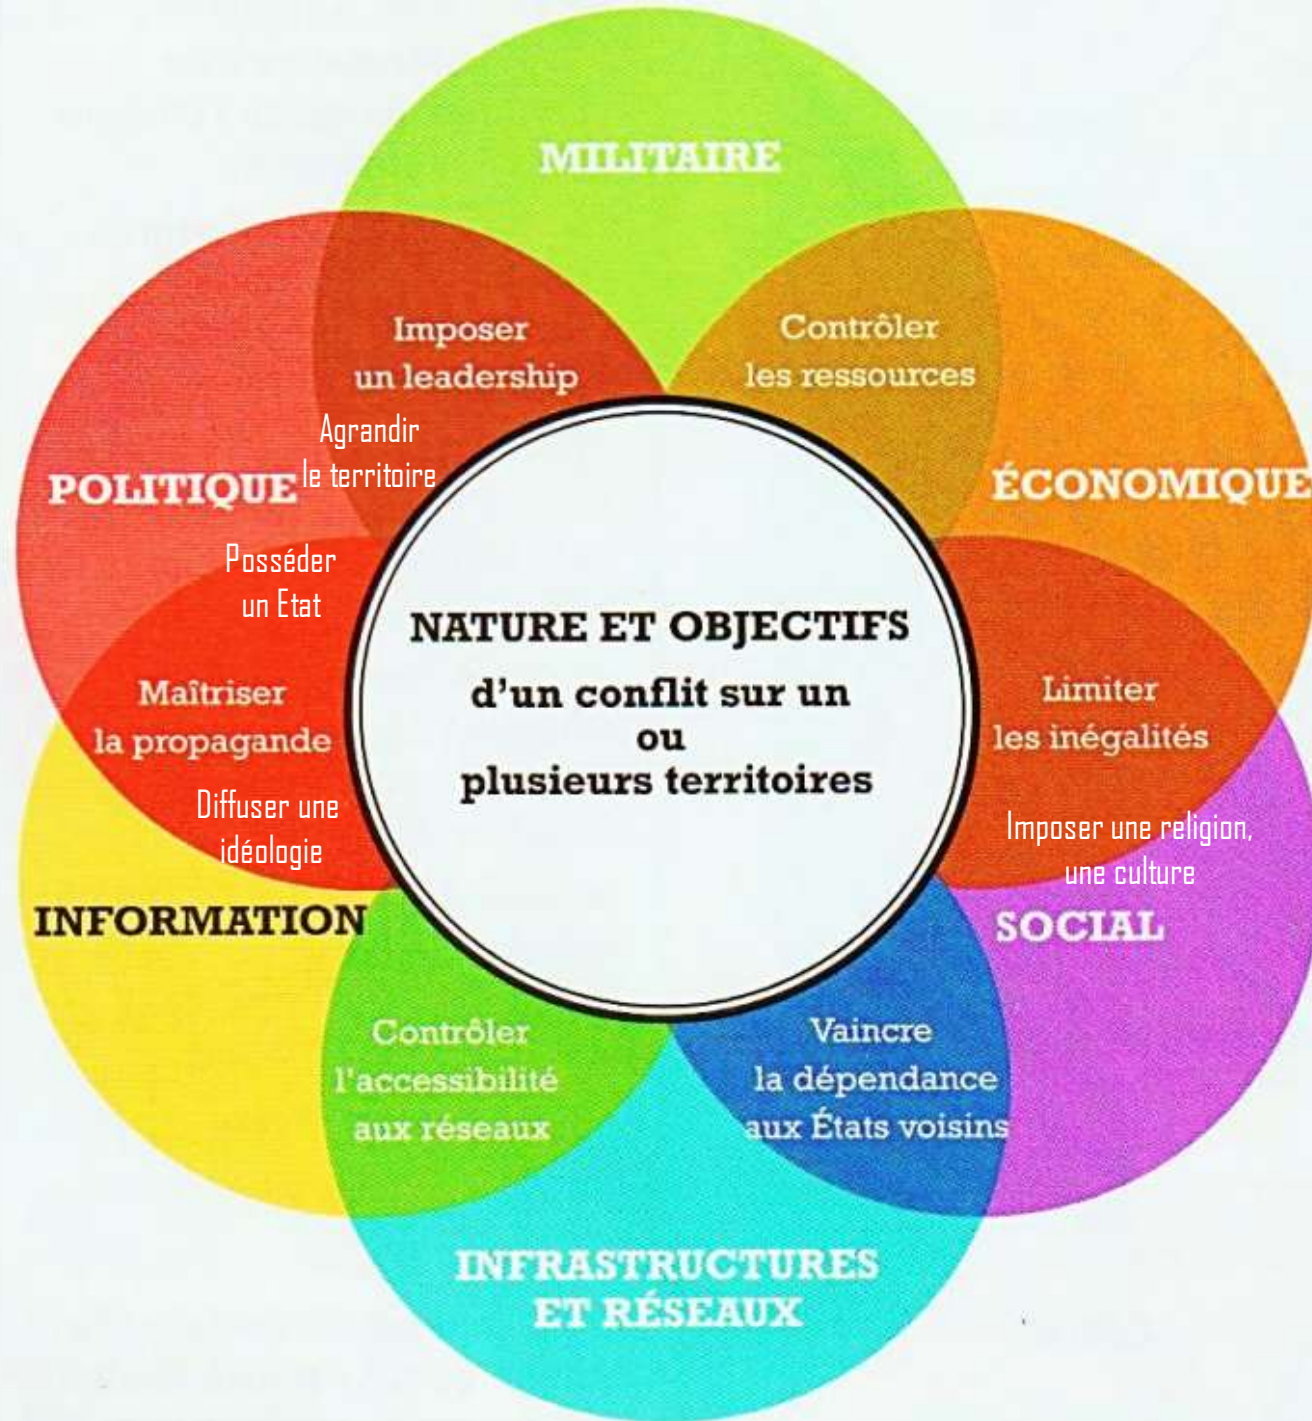 MILITAIRE
Imposer
un leadership
Contrôler
les ressources
Agrandir
le territoire
POLITIQUE
ÉCONOMIQUE
Posséder
un Etat
NATURE ET OBJECTIFS
d'un conflit sur un
ou
plusieurs territoires
Maîtriser
la propagande
Limiter
les inégalités
Diffuser une
idéologie
Imposer une religion,
une culture
INFORMATION
SOCIAL
Contrôler
l'accessibilité
aux réseaux
Vaincre
la dépendance
aux États voisins
INFRASTRUCTURES
ET RÉSEAUX